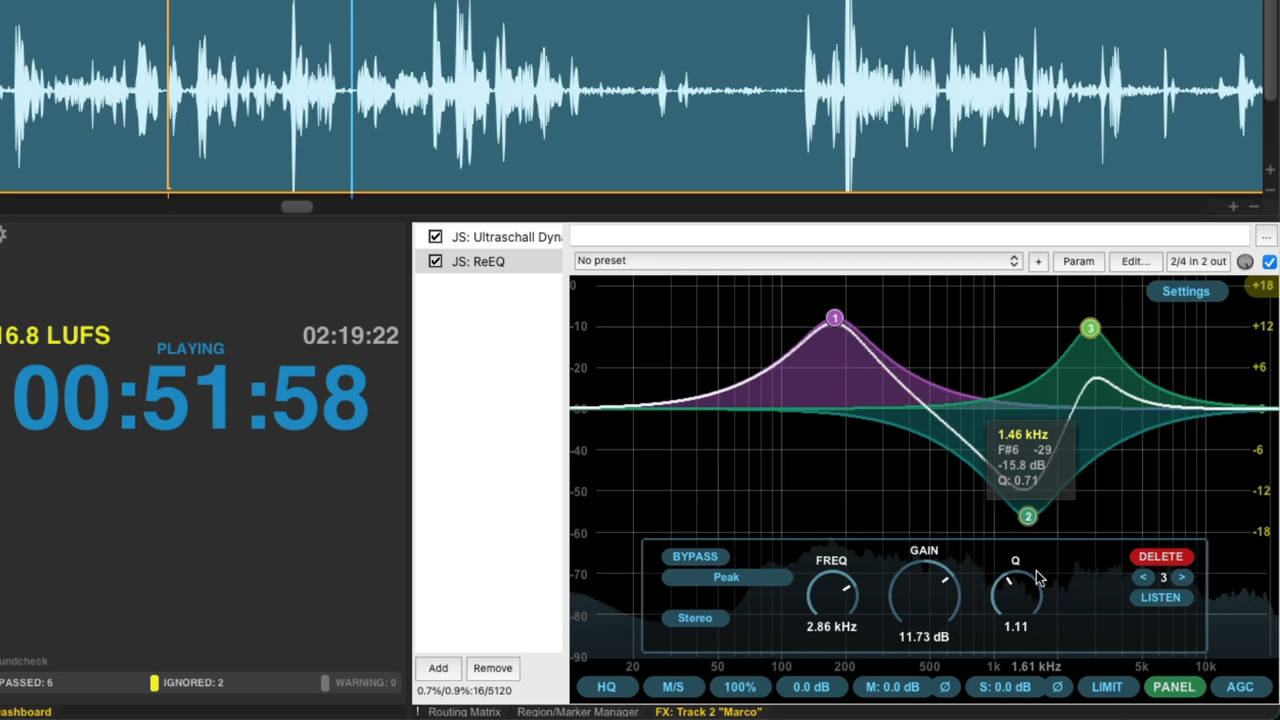 JS: Ultraschall Dyn
JS: ReEQ
No preset
+
Param
Edit...
2/4 in 2 out
...
Settings
0
-10
-20
-30
-40
-50
-60
-70
-80
-90
+18
+12
+6
0
-6
-12
-18
1
3
2
1.46 kHz
F#6 -29
-15.8 dB
Q: 0.71
16.8 LUFS
PLAYING
02:19:22
00:51:58
BYPASS
Peak
Stereo
FREQ
2.86 kHz
GAIN
11.73 dB
Q
1.11
DELETE
< 3 >
LISTEN
20 50 100 200 500 1k 1.61 kHz 5k 10k
HQ M/S 100% 0.0 dB M: 0.0 dB Ø S: 0.0 dB Ø LIMIT PANEL AGC
Add Remove
0.7%/0.9%:16/5120
undcheck
PASSED: 6 IGNORED: 2 WARNING: 0
Dashboard
! Routing Matrix Region/Marker Manager FX: Track 2 "Marco"